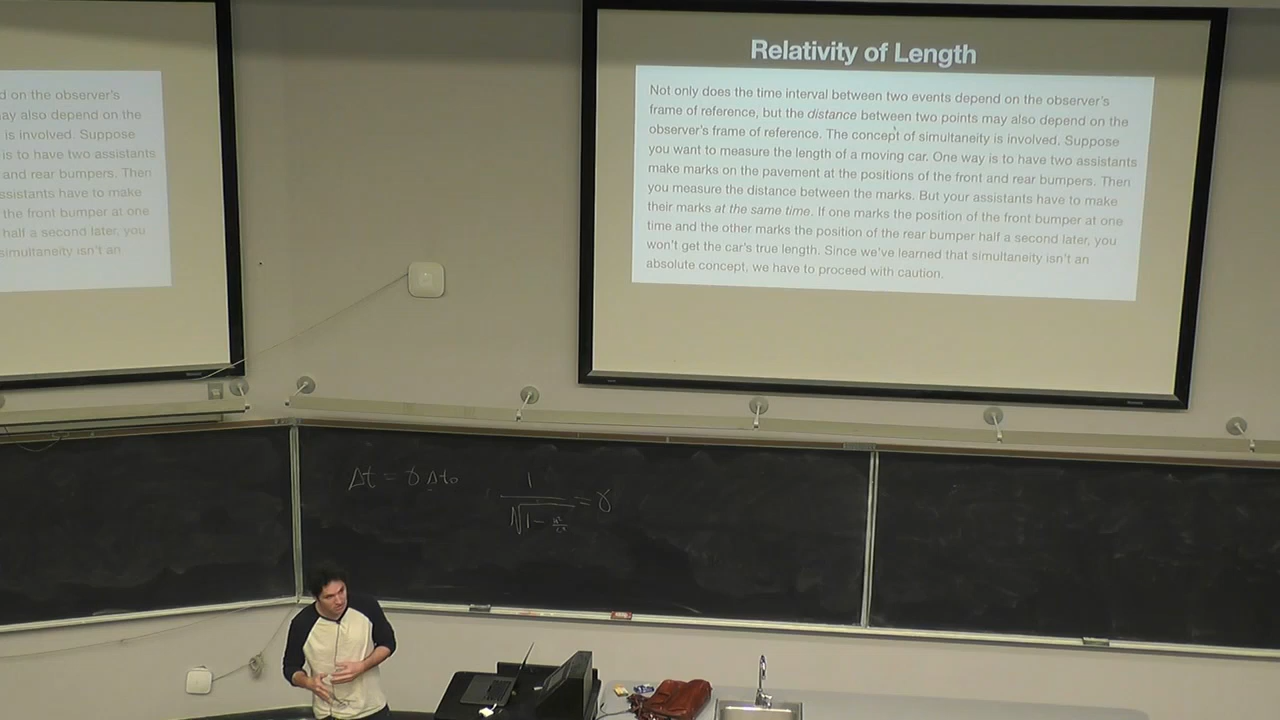 d on the observer's
ay also depend on the
is involved. Suppose
is to have two assistants
and rear bumpers. Then
ssistants have to make
the front bumper at one
half a second later, you
simultaneity isn't an
Relativity of Length
Not only does the time interval between two events depend on the observer's
frame of reference, but the distance between two points may also depend on the
observer's frame of reference. The concept of simultaneity is involved. Suppose
you want to measure the length of a moving car. One way is to have two assistants
make marks on the pavement at the positions of the front and rear bumpers. Then
you measure the distance between the marks. But your assistants have to make
their marks at the same time. If one marks the position of the front bumper at one
time and the other marks the position of the rear bumper half a second later, you
won't get the car's true length. Since we've learned that simultaneity isn't an
absolute concept, we have to proceed with caution.
Δt = γ Δt₀
1
√1 - u²/c² = γ